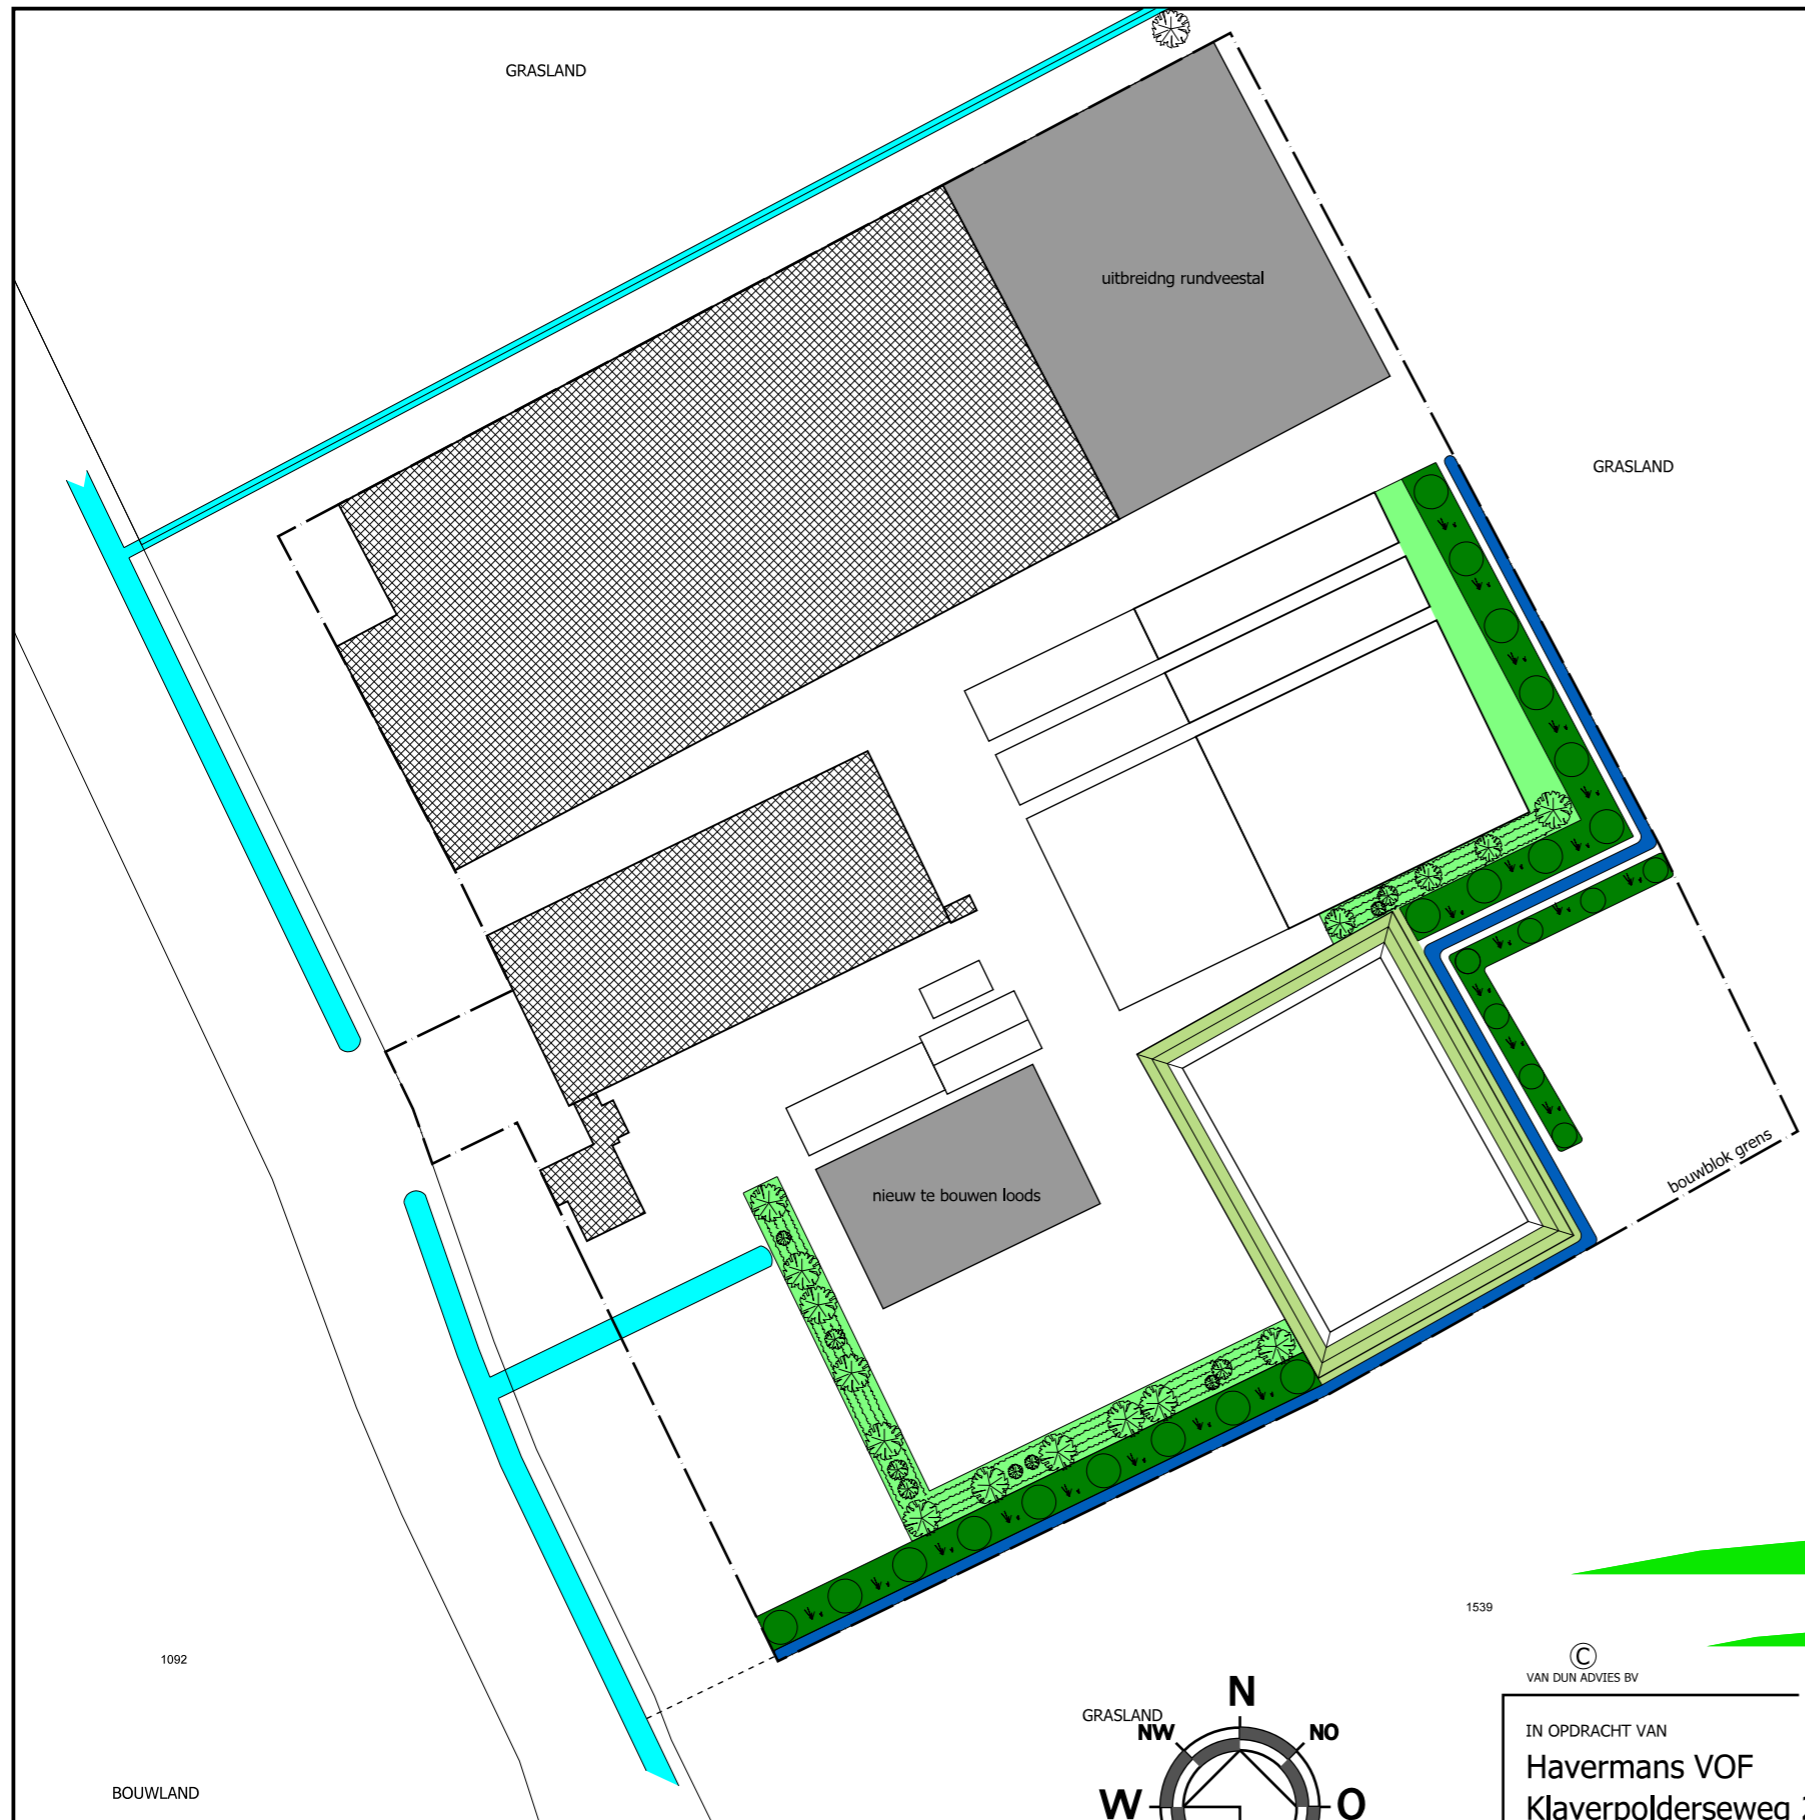 GRASLAND
uitbreidng rundveestal
GRASLAND
bouwblok grens
nieuw te bouwen loods
1539
1092
©
VAN DUN ADVIES BV
N
GRASLAND
NW
NO
IN OPDRACHT VAN
Havermans VOF
BOUWLAND
W
O
Klaverpolderseweg